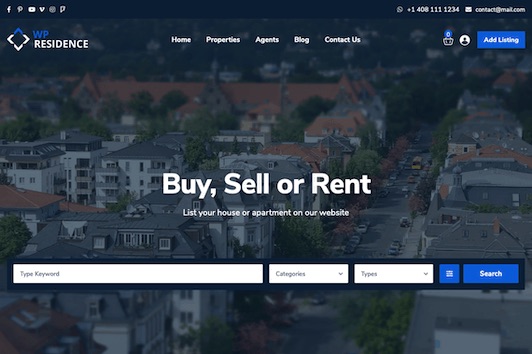 +1 408 111 1234 contact@mail.com
WP
RESIDENCE
Home Properties Agents Blog Contact Us
0
Add Listing
Buy, Sell or Rent
List your house or apartment on our website
Type Keyword Categories Types Search